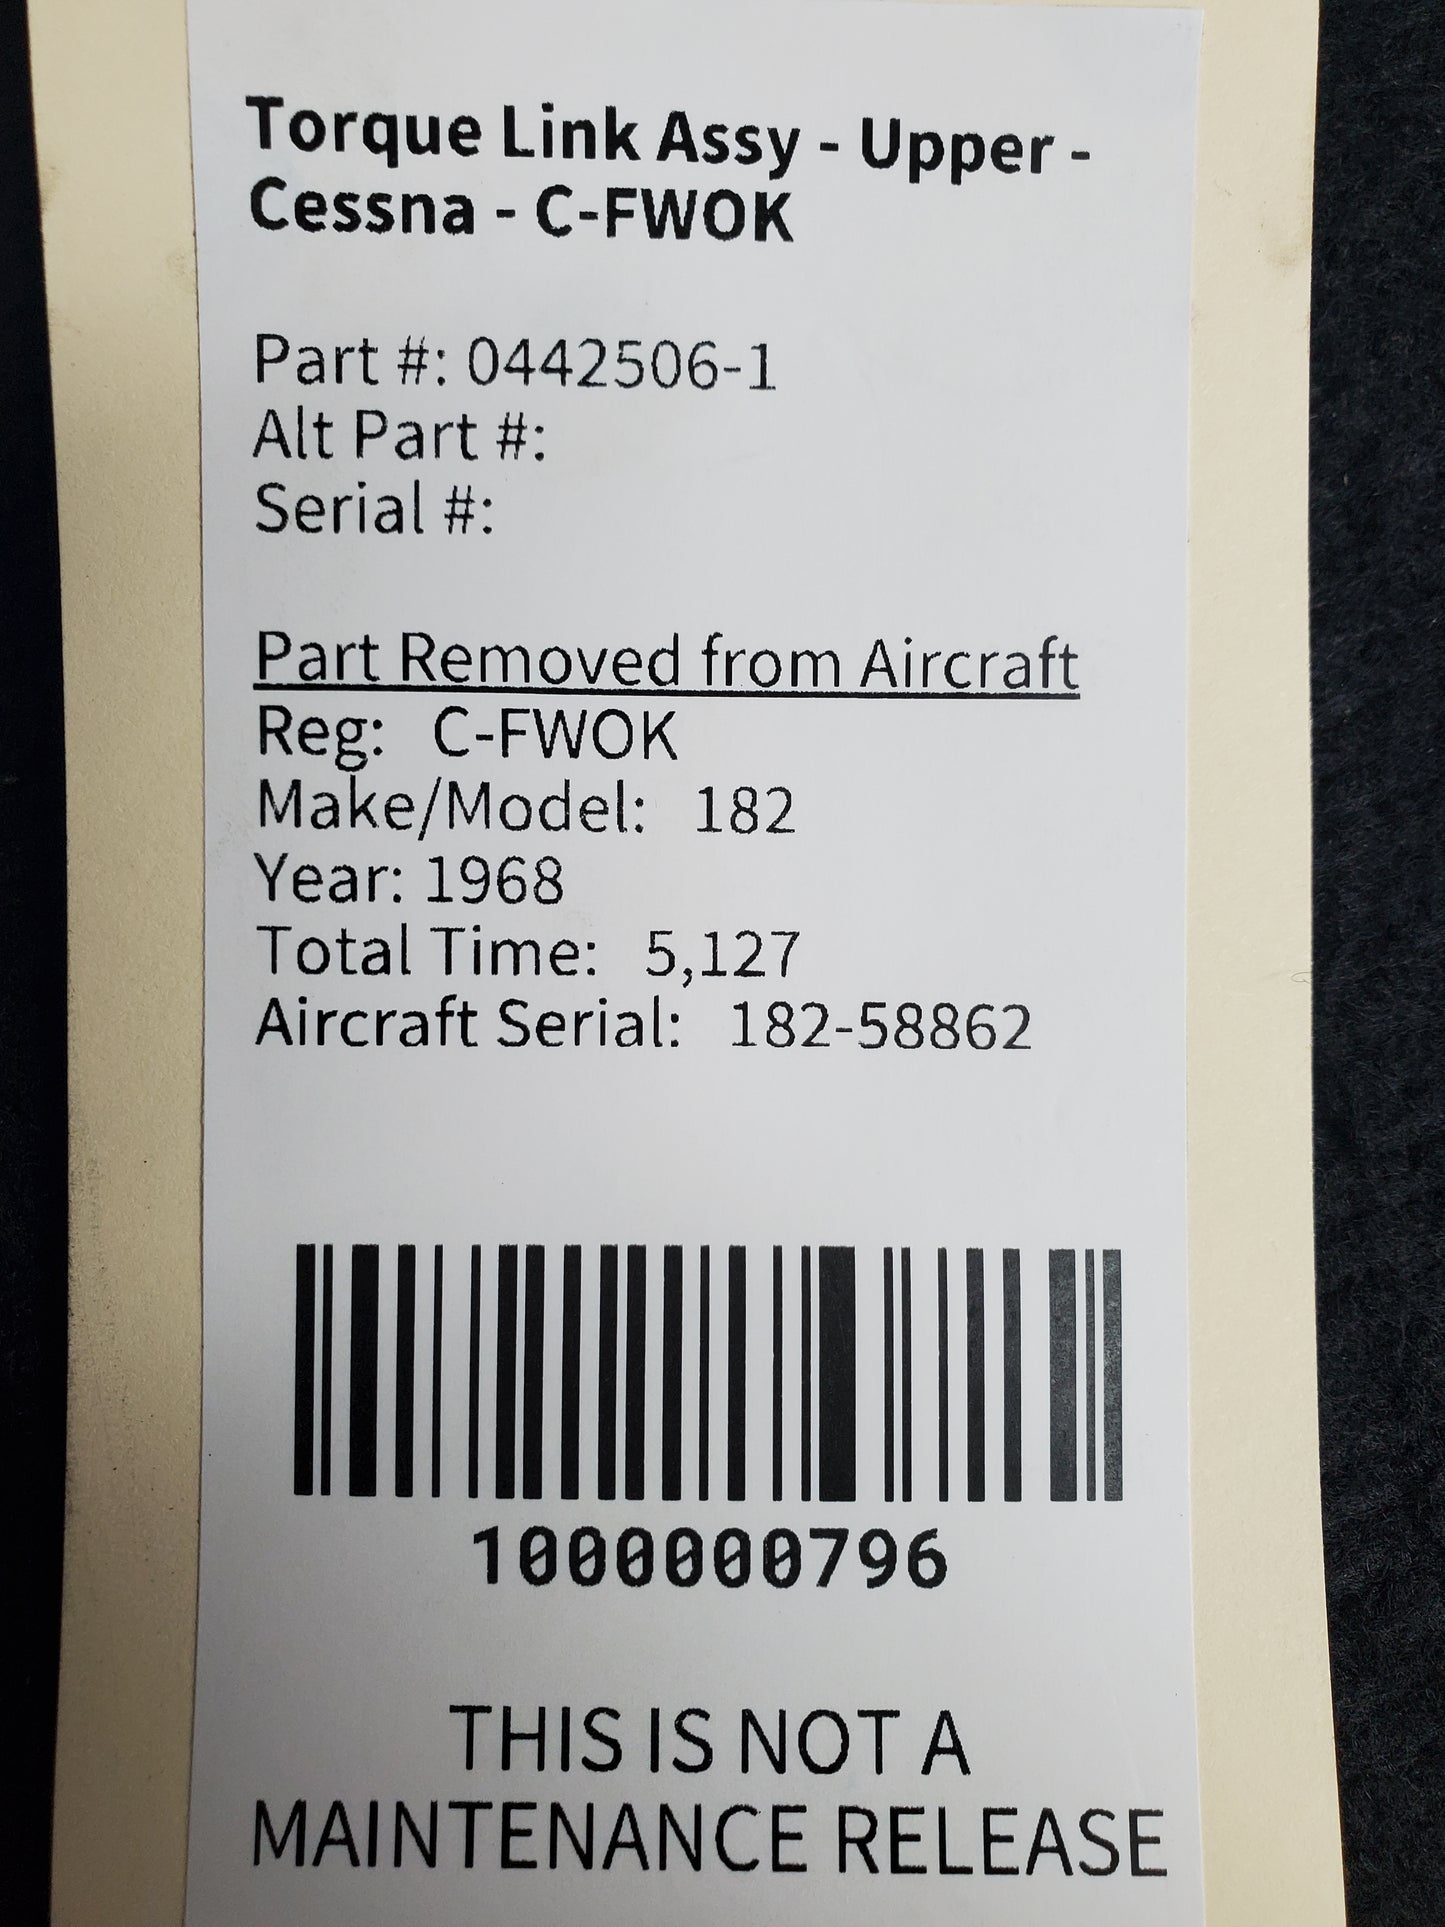 Torque Link Assy - Upper -
Cessna - C-FWOK
Part #: 0442506-1
Alt Part #:
Serial #:
Part Removed from Aircraft
Reg: C-FWOK
Make/Model: 182
Year: 1968
Total Time: 5,127
Aircraft Serial: 182-58862
1000000796
THIS IS NOT A
MAINTENANCE RELEASE